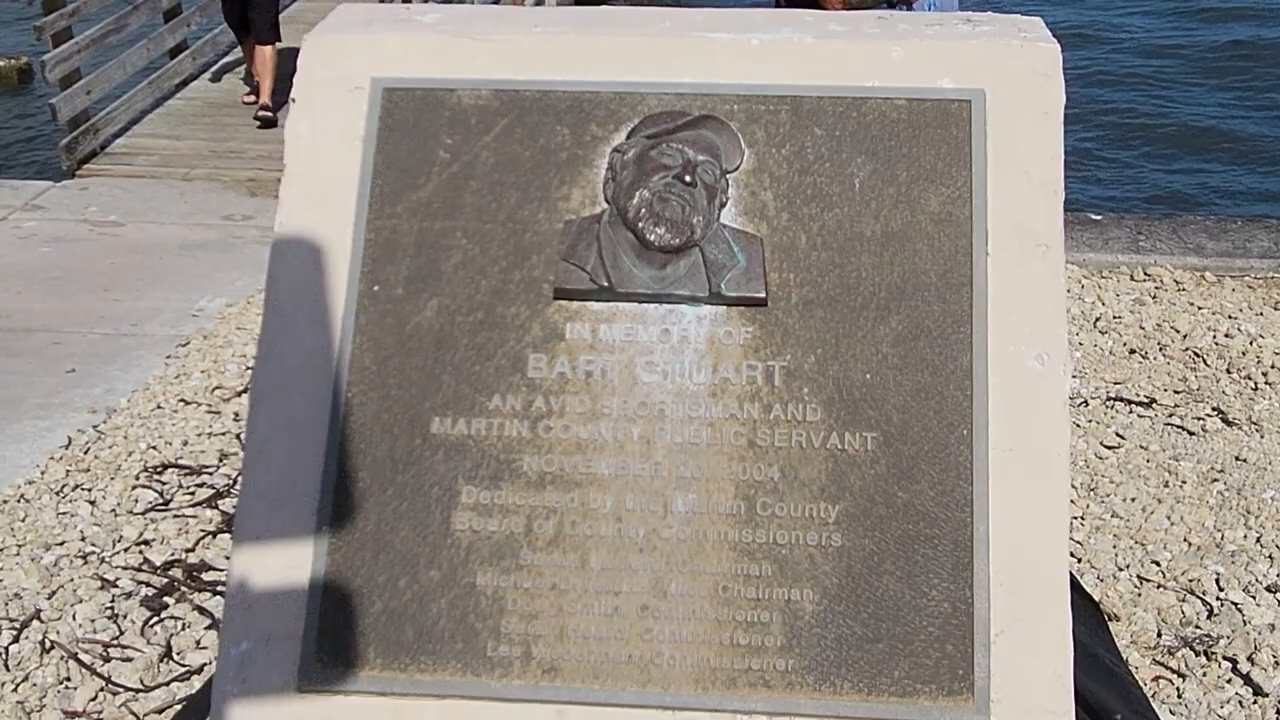 IN MEMORY OF
BART STUART
AN AVID SPORTSMAN AND
MARTIN COUNTY PUBLIC SERVANT
NOVEMBER 20, 2004
Dedicated by the Martin County
Board of County Commissioners
Chairman
Vice Chairman
Commissioner
Commissioner
Lee Commissioner